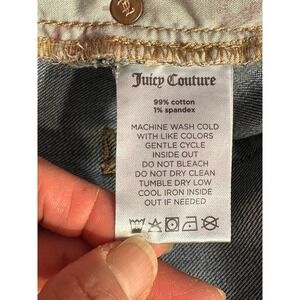 Juicy Couture
99% cotton
1% spandex
MACHINE WASH COLD
WITH LIKE COLORS
GENTLE CYCLE
INSIDE OUT
DO NOT BLEACH
DO NOT DRY CLEAN
TUMBLE DRY LOW
COOL IRON INSIDE
OUT IF NEEDED